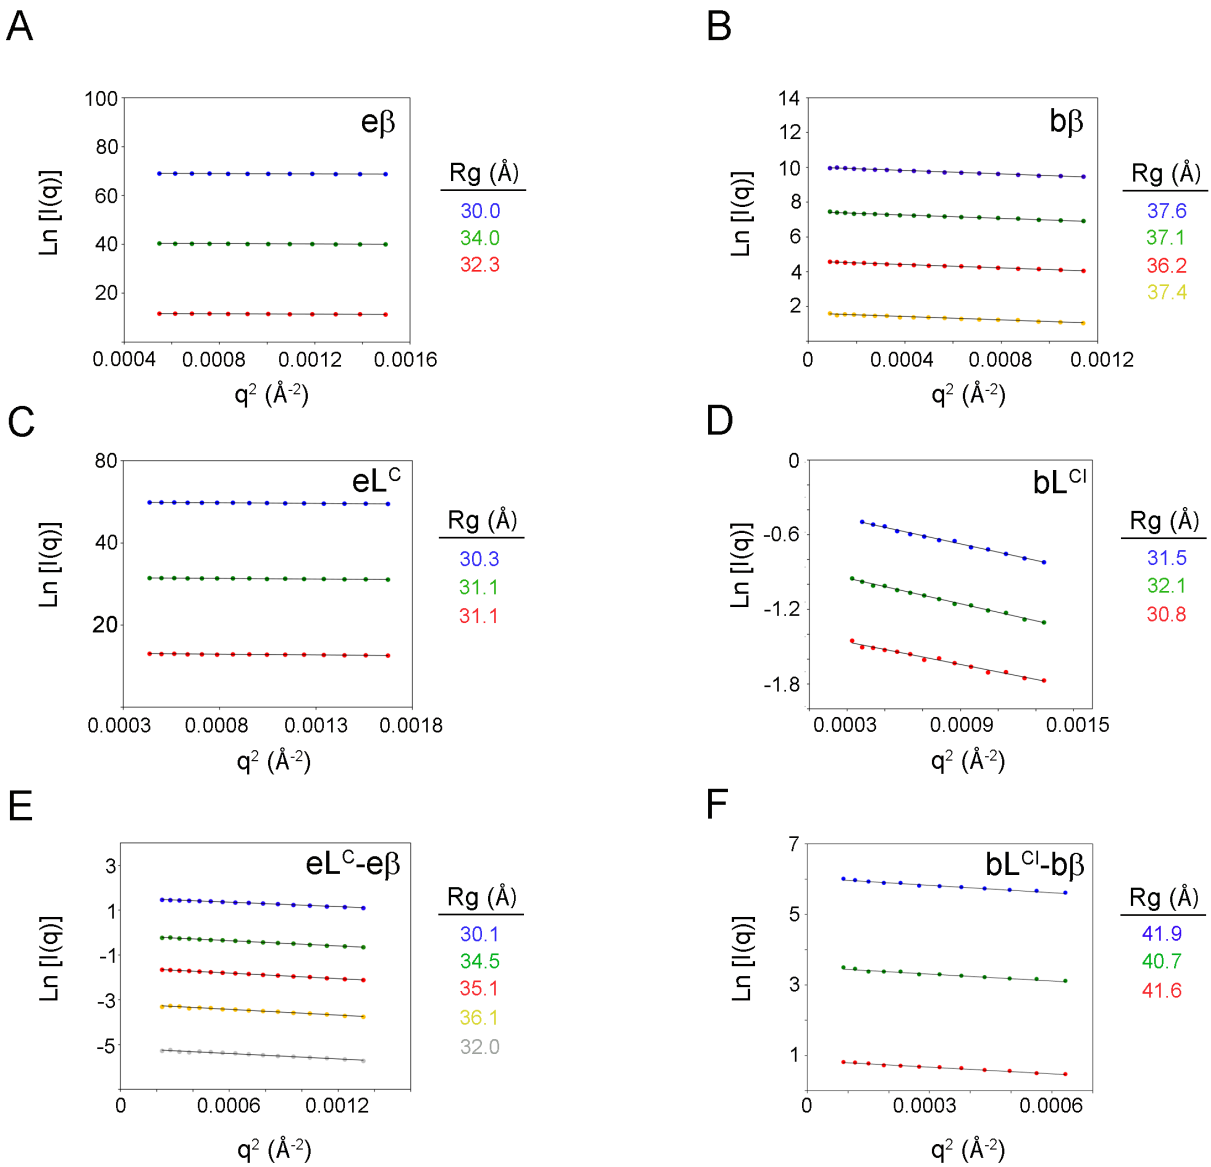 A
eβ
100
80
60
40
20
Ln [I(q)]
0.0004
0.0008
0.0012
0.0016
q² (Å⁻²)
Rg (Å)
30.0
34.0
32.3
B
bβ
14
12
10
8
6
4
2
Ln [I(q)]
0
0.0004
0.0008
0.0012
q² (Å⁻²)
Rg (Å)
37.6
37.1
36.2
37.4
C
eLᶜ
80
40
20
Ln [I(q)]
0.0003
0.0008
0.0013
0.0018
q² (Å⁻²)
Rg (Å)
30.3
31.1
31.1
D
bLᶜᴵ
0
-0.6
-1.2
-1.8
Ln [I(q)]
0.0003
0.0009
0.0015
q² (Å⁻²)
Rg (Å)
31.5
32.1
30.8
E
eLᶜ-eβ
3
1
-1
-3
-5
Ln [I(q)]
0
0.0006
0.0012
q² (Å⁻²)
Rg (Å)
30.1
34.5
35.1
36.1
32.0
F
bLᶜᴵ-bβ
7
5
3
1
Ln [I(q)]
0
0.0003
0.0006
q² (Å⁻²)
Rg (Å)
41.9
40.7
41.6